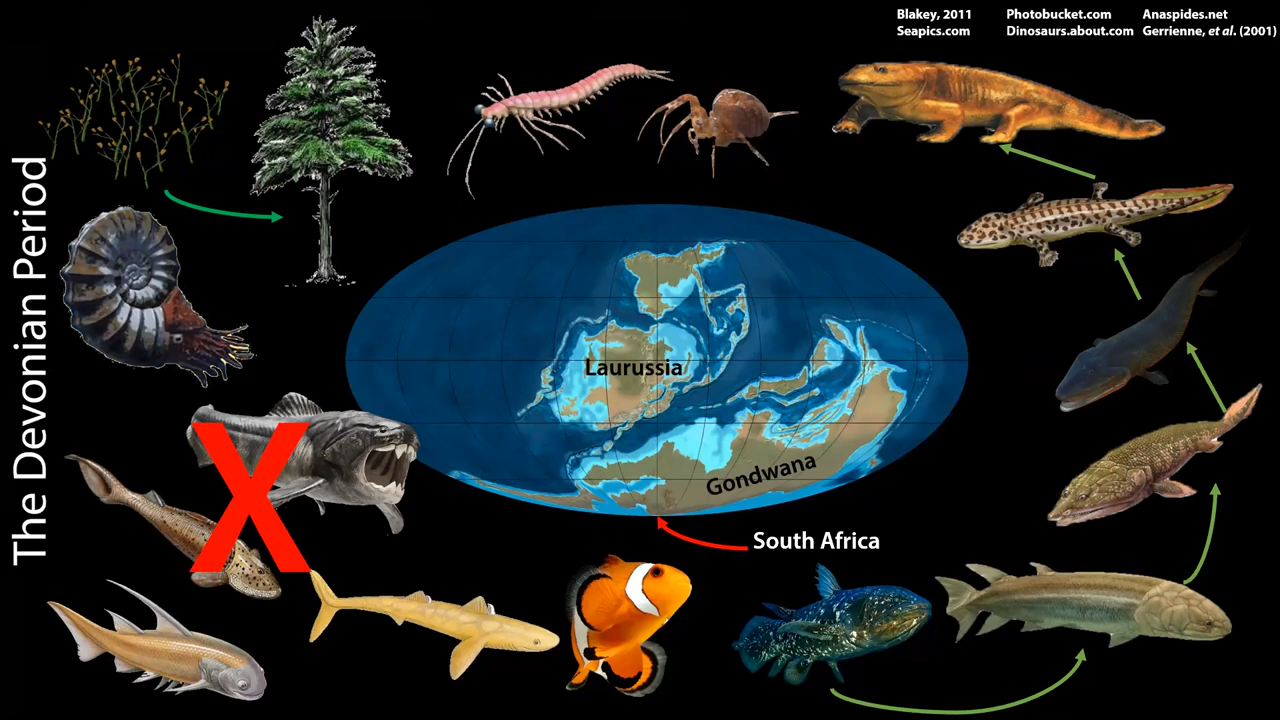 Blakey, 2011 Photobucket.com Anaspides.net
Seapics.com Dinosaurs.about.com Gerrienne, et al. (2001)
The Devonian Period
Laurussia
Gondwana
X
South Africa